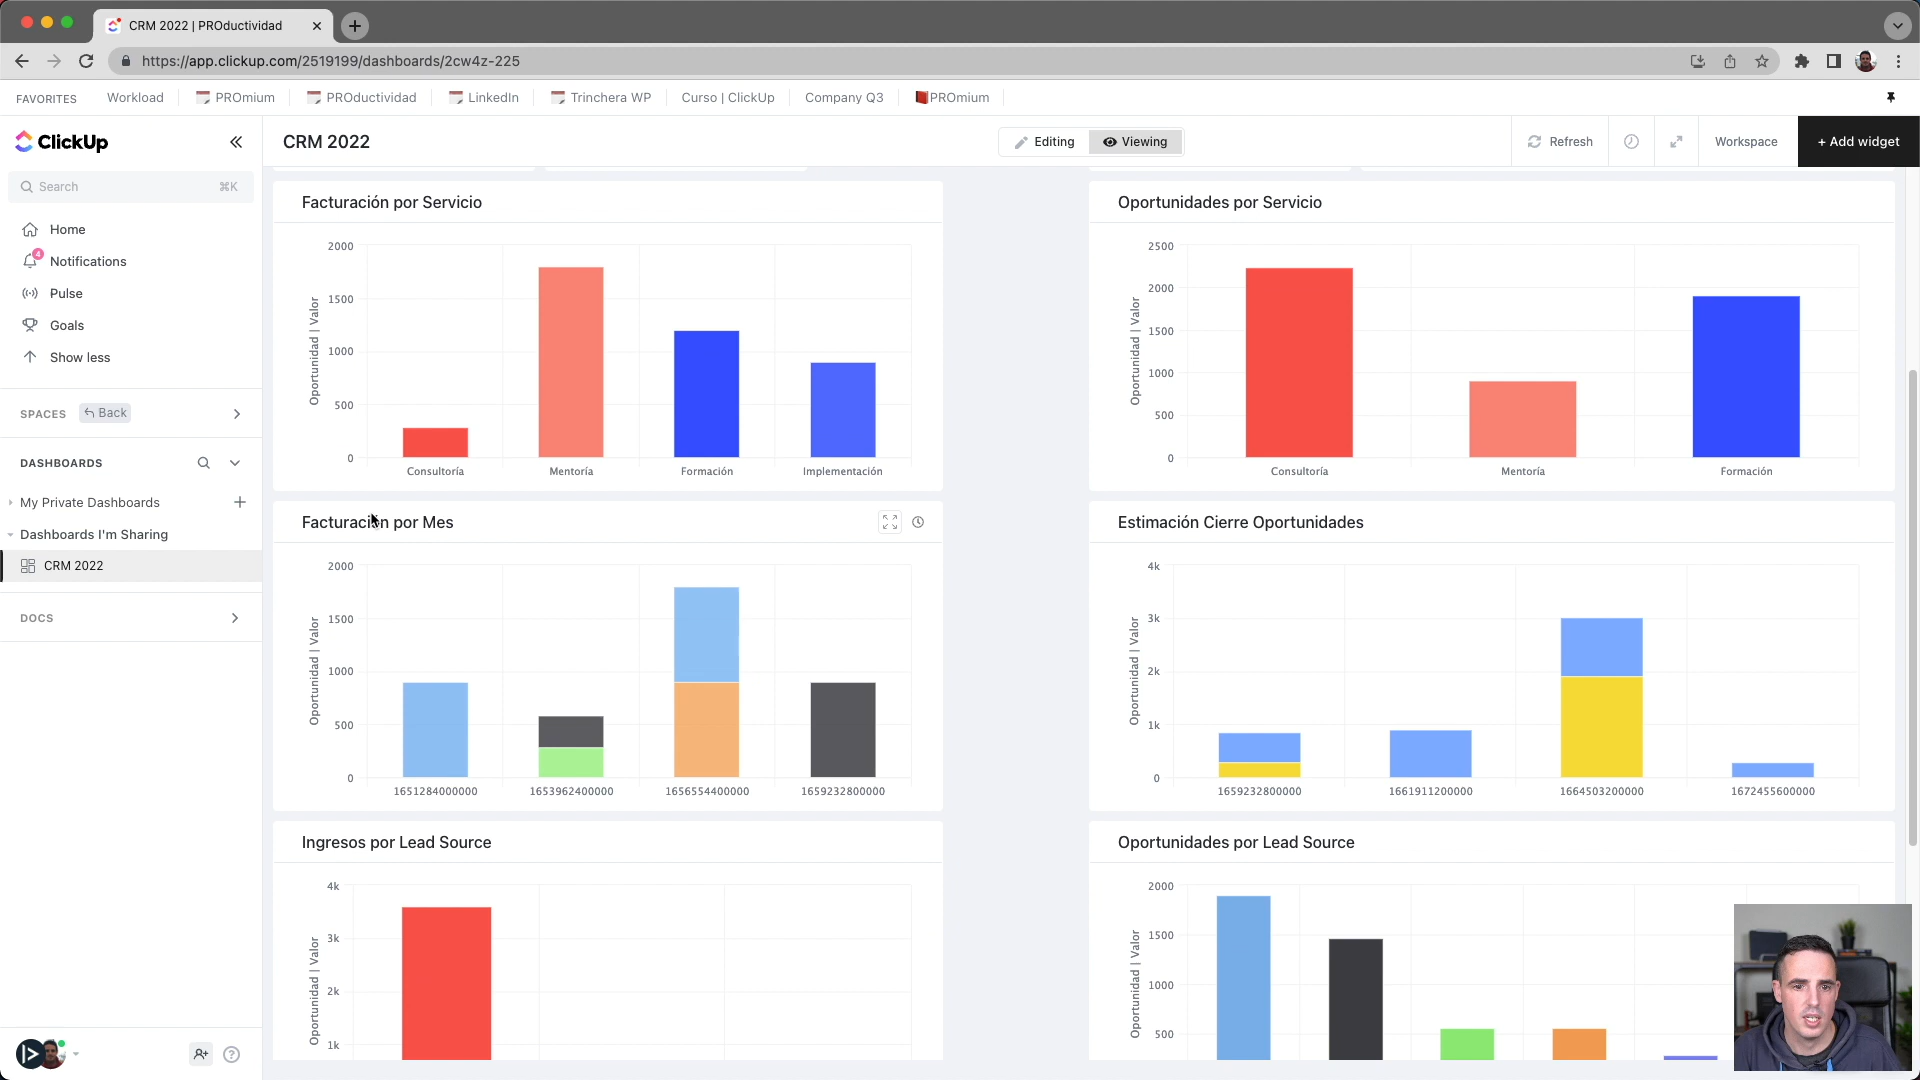 CRM 2022 | PROductividad
https://app.clickup.com/2519199/dashboards/2cw4z-225
FAVORITES
Workload
PROmium
PROductividad
LinkedIn
Trinchera WP
Curso | ClickUp
Company Q3
PROmium
ClickUp
Search
⌘K
Home
4
Notifications
Pulse
Goals
Show less
SPACES
Back
DASHBOARDS
My Private Dashboards
Dashboards I'm Sharing
CRM 2022
DOCS
CRM 2022
Editing
Viewing
Refresh
Workspace
+ Add widget
Facturación por Servicio
Oportunidad | Valor
2000
1500
1000
500
0
Consultoría
Mentoría
Formación
Implementación
Oportunidades por Servicio
Oportunidad | Valor
2500
2000
1500
1000
500
0
Consultoría
Mentoría
Formación
Facturación por Mes
Oportunidad | Valor
2000
1500
1000
500
0
1651284000000
1653962400000
1656554400000
1659232800000
Estimación Cierre Oportunidades
Oportunidad | Valor
4k
3k
2k
1k
0
1659232800000
1661911200000
1664503200000
1672455600000
Ingresos por Lead Source
Oportunidad | Valor
4k
3k
2k
1k
Oportunidades por Lead Source
Oportunidad | Valor
2000
1500
1000
500